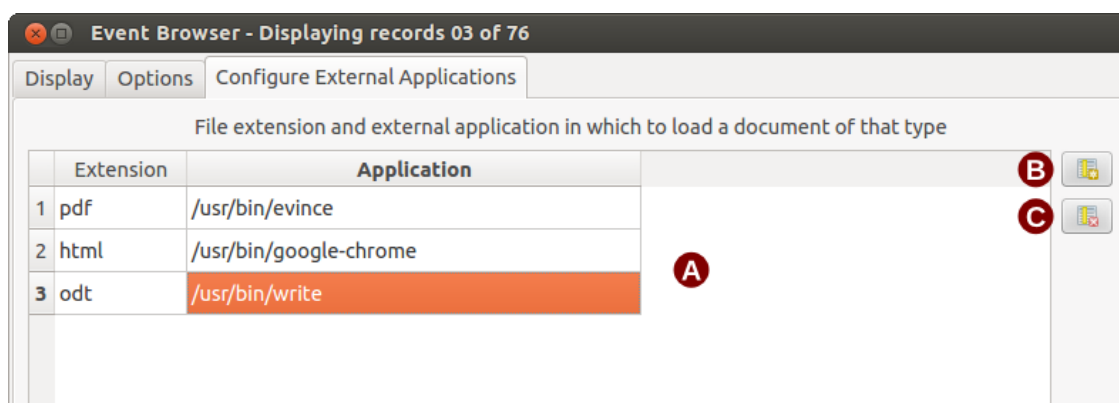 Event Browser - Displaying records 03 of 76
Display Options Configure External Applications
File extension and external application in which to load a document of that type
Extension Application B
1 pdf /usr/bin/evince C
2 html /usr/bin/google-chrome A
3 odt /usr/bin/write